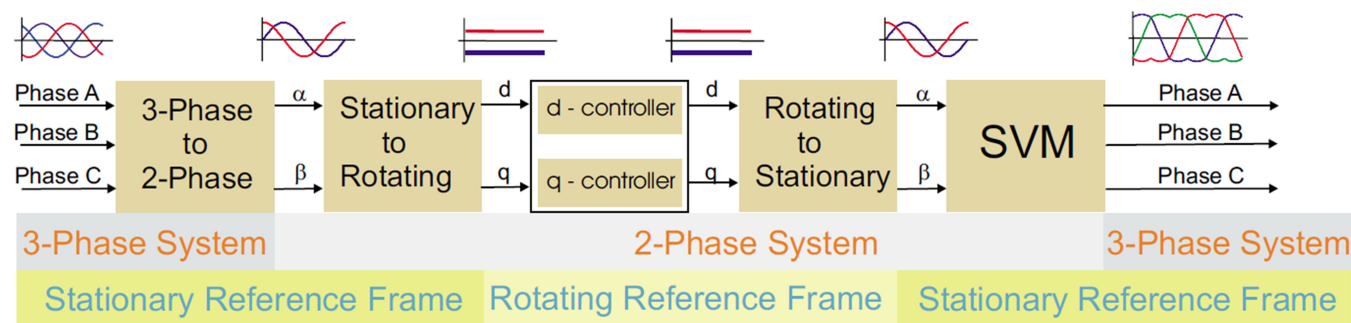 Phase A
Phase B
Phase C
3-Phase
to
2-Phase
α
β
Stationary
to
Rotating
d
q
d - controller
q - controller
d
q
Rotating
to
Stationary
α
β
SVM
Phase A
Phase B
Phase C
3-Phase System
2-Phase System
3-Phase System
Stationary Reference Frame
Rotating Reference Frame
Stationary Reference Frame